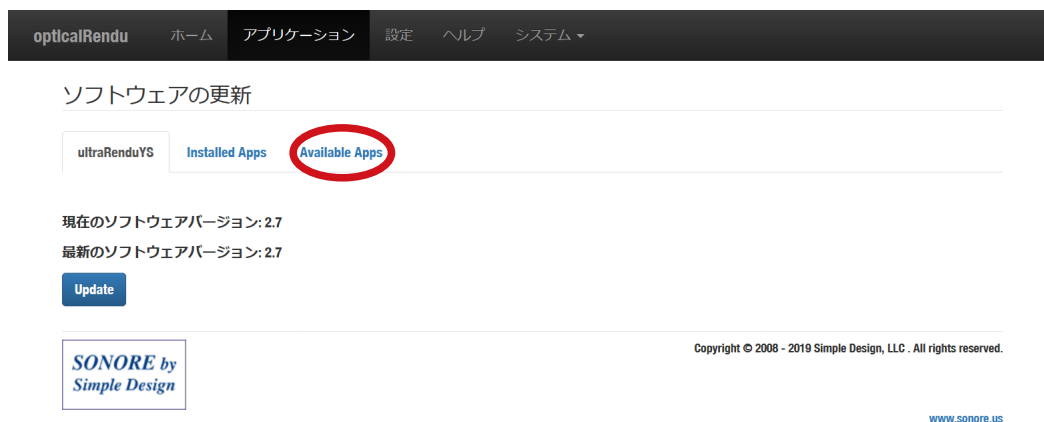 opticalRendu ホーム アプリケーション 設定 ヘルプ システム
ソフトウェアの更新
ultraRenduYS Installed Apps Available Apps
現在のソフトウェアバージョン: 2.7
最新のソフトウェアバージョン: 2.7
Update
SONORE by
Simple Design
Copyright © 2008 - 2019 Simple Design, LLC . All rights reserved.
www.sonore.us